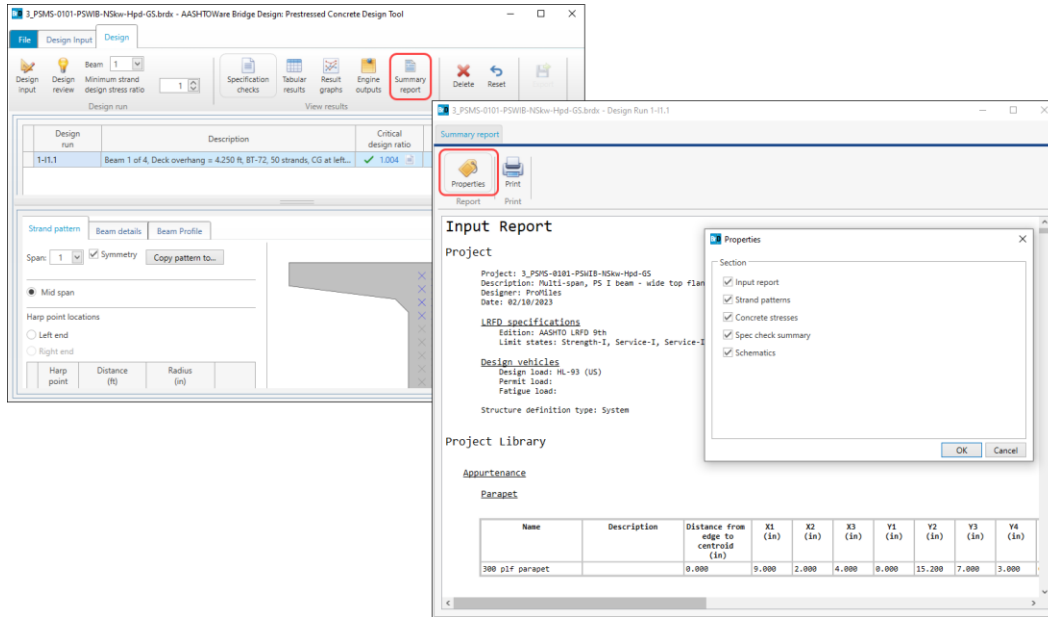 3_PSMS-0101-PSWIB-NSkw-Hpd-GS.brdx - AASHTOWare Bridge Design: Prestressed Concrete Design Tool
File Design Input Design
Beam 1
Design input
Design review
Minimum strand design stress ratio 1
Specification checks
Tabular results
Result graphs
Engine outputs
Summary report
Delete
Reset
Design run
View results
Design run Description Critical design ratio
1-I1.1 Beam 1 of 4, Deck overhang = 4.250 ft, BT-72, 50 strands, CG at left... 1.004
Strand pattern Beam details Beam Profile
Span: 1 Symmetry Copy pattern to...
Mid span
Harp point locations
Left end
Right end
Harp point Distance (ft) Radius (in)
3_PSMS-0101-PSWIB-NSkw-Hpd-GS.brdx - Design Run 1-I1.1
Summary report
Properties
Print
Report Print
Input Report
Project
Project: 3_PSMS-0101-PSWIB-NSkw-Hpd-GS
Description: Multi-span, PS I beam - wide top flan
Designer: ProMiles
Date: 02/10/2023
LRFD specifications
Edition: AASHTO LRFD 9th
Limit states: Strength-I, Service-I, Service-I
Design vehicles
Design load: HL-93 (US)
Permit load:
Fatigue load:
Structure definition type: System
Project Library
Appurtenance
Parapet
Name Description Distance from edge to centroid (in) X1 (in) X2 (in) X3 (in) Y1 (in) Y2 (in) Y3 (in) Y4 (in)
300 plf parapet 0.000 9.000 2.000 4.000 0.000 15.200 7.000 3.000
Properties
Section
Input report
Strand patterns
Concrete stresses
Spec check summary
Schematics
OK Cancel